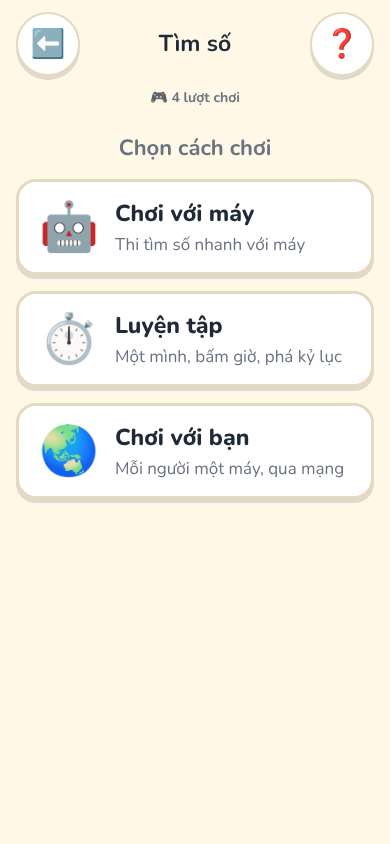 Tìm số
4 lượt chơi
Chọn cách chơi
Chơi với máy
Thi tìm số nhanh với máy
Luyện tập
Một mình, bấm giờ, phá kỷ lục
Chơi với bạn
Mỗi người một máy, qua mạng